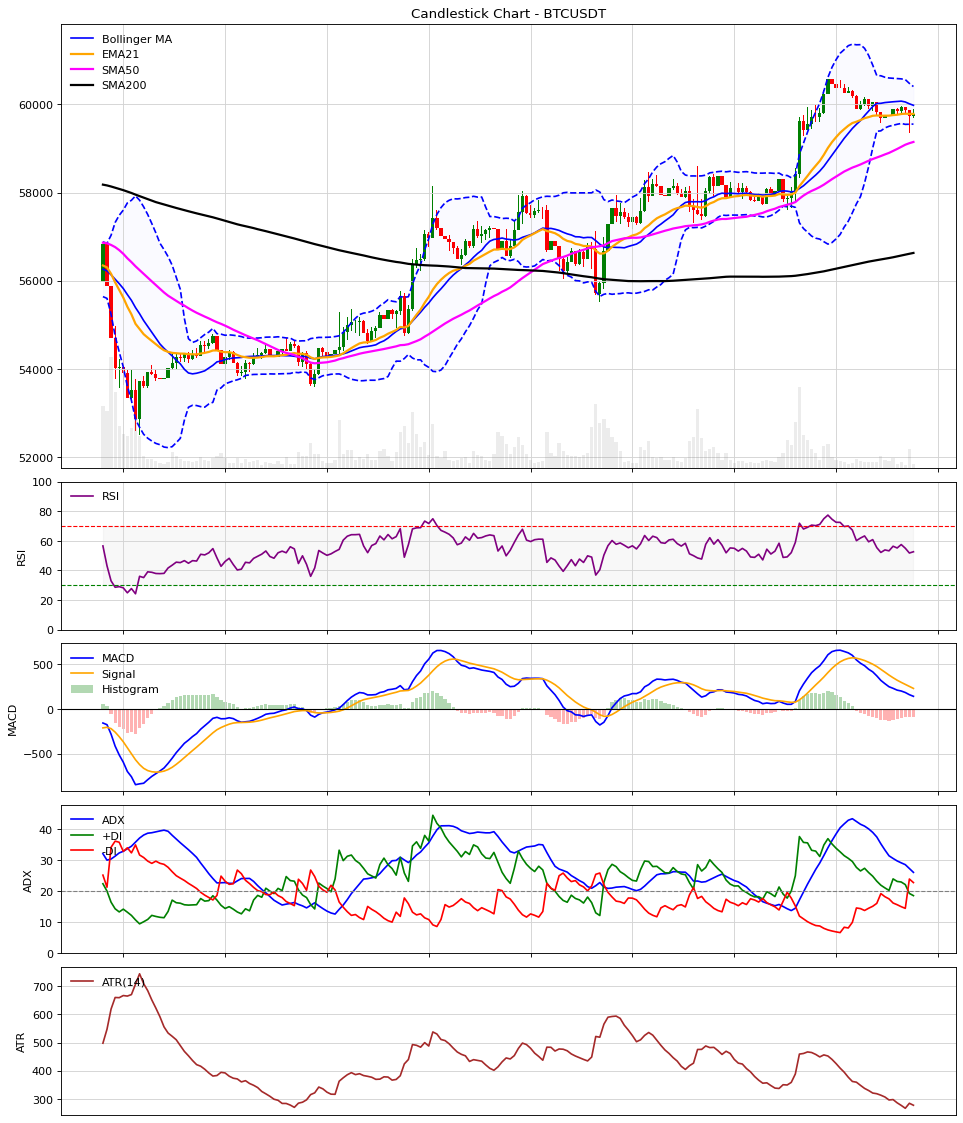 Candlestick Chart - BTCUSDT
Bollinger MA
EMA21
SMA50
SMA200
60000
58000
56000
54000
52000
RSI
100
80
60
40
20
0
RSI
MACD
Signal
Histogram
500
0
−500
MACD
ADX
+DI
-DI
40
30
20
10
0
ADX
ATR(14)
700
600
500
400
300
ATR